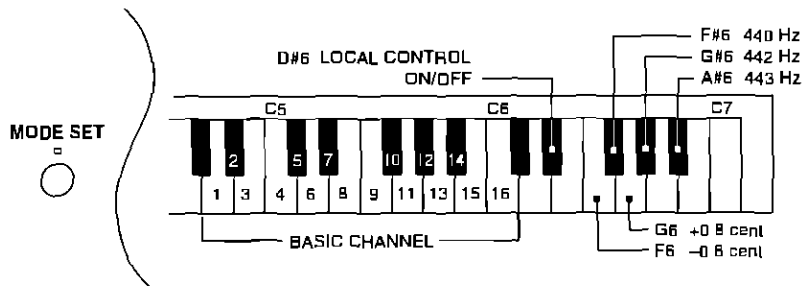 D#6 LOCAL CONTROL
ON/OFF
F#6 440 Hz
G#6 442 Hz
A#6 443 Hz
MODE SET
C5 C6 C7
2 5 7 10 12 14
1 3 4 6 8 9 11 13 15 16
BASIC CHANNEL
G6 +0 8 cent
F6 −0 8 cent